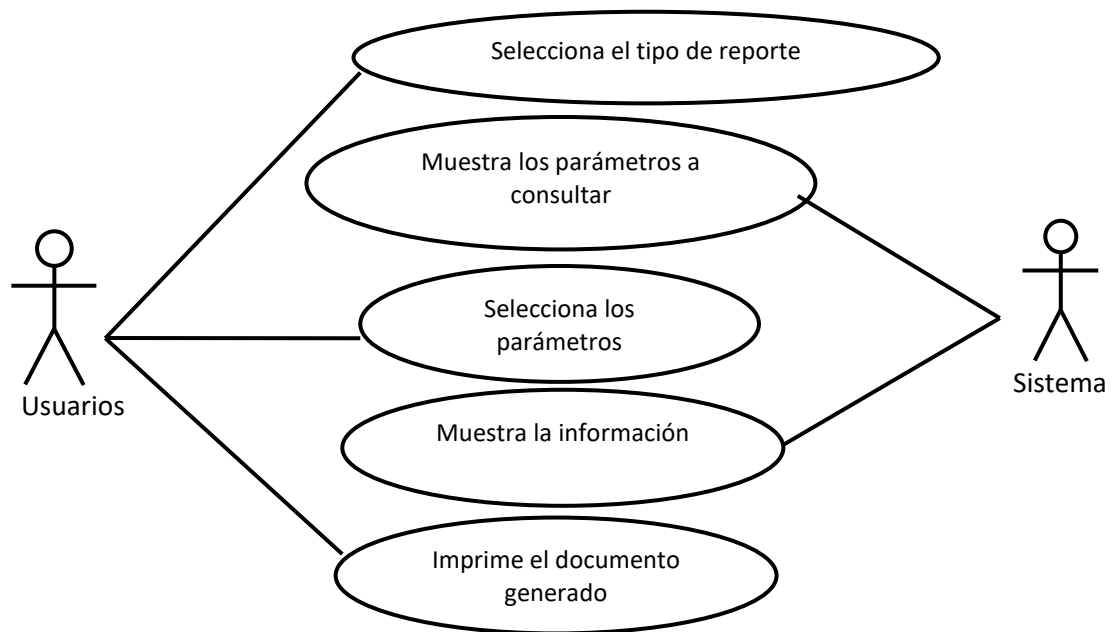 Selecciona el tipo de reporte
Muestra los parámetros a
consultar
Selecciona los
parámetros
Usuarios
Sistema
Muestra la información
Imprime el documento
generado